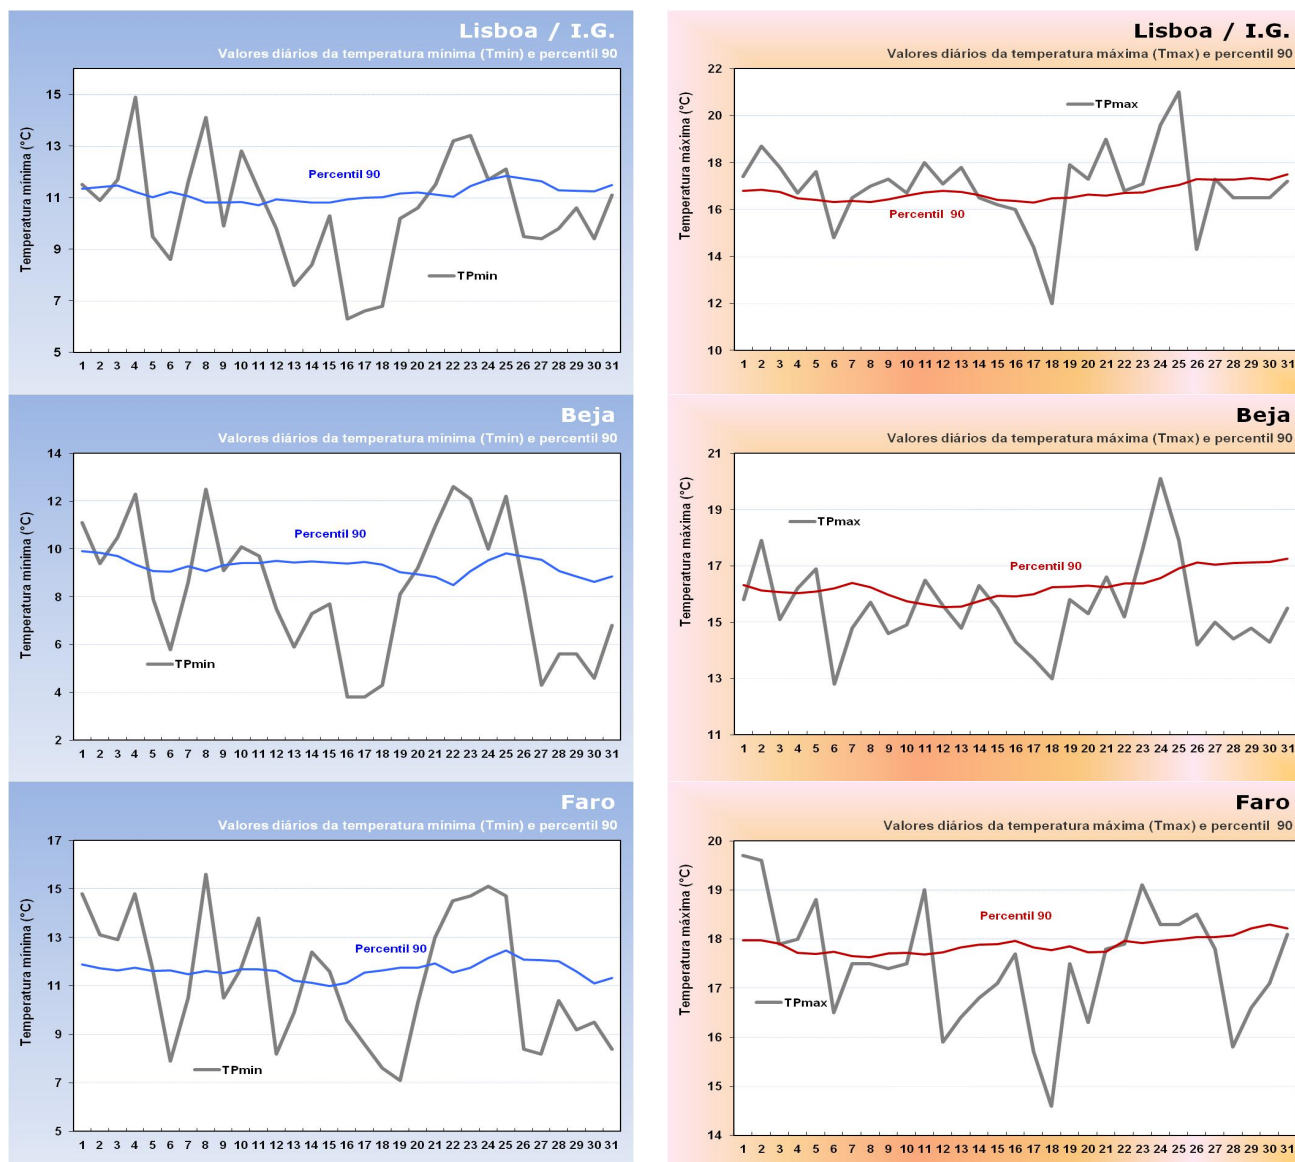 Lisboa / I.G.
Valores diários da temperatura mínima (Tmin) e percentil 90
Temperatura mínima (°C)
15
13
11
9
7
5
Percentil 90
TPmin
1 2 3 4 5 6 7 8 9 10 11 12 13 14 15 16 17 18 19 20 21 22 23 24 25 26 27 28 29 30 31
Lisboa / I.G.
Valores diários da temperatura máxima (Tmax) e percentil 90
Temperatura máxima (°C)
22
20
18
16
14
12
10
TPmax
Percentil 90
1 2 3 4 5 6 7 8 9 10 11 12 13 14 15 16 17 18 19 20 21 22 23 24 25 26 27 28 29 30 31
Beja
Valores diários da temperatura mínima (Tmin) e percentil 90
Temperatura mínima (°C)
14
12
10
8
6
4
2
Percentil 90
TPmin
1 2 3 4 5 6 7 8 9 10 11 12 13 14 15 16 17 18 19 20 21 22 23 24 25 26 27 28 29 30 31
Beja
Valores diários da temperatura máxima (Tmax) e percentil 90
Temperatura máxima (°C)
21
19
17
15
13
11
TPmax
Percentil 90
1 2 3 4 5 6 7 8 9 10 11 12 13 14 15 16 17 18 19 20 21 22 23 24 25 26 27 28 29 30 31
Faro
Valores diários da temperatura mínima (Tmin) e percentil 90
Temperatura mínima (°C)
17
15
13
11
9
7
5
Percentil 90
TPmin
1 2 3 4 5 6 7 8 9 10 11 12 13 14 15 16 17 18 19 20 21 22 23 24 25 26 27 28 29 30 31
Faro
Valores diários da temperatura máxima (Tmax) e percentil 90
Temperatura máxima (°C)
20
19
18
17
16
15
14
Percentil 90
TPmax
1 2 3 4 5 6 7 8 9 10 11 12 13 14 15 16 17 18 19 20 21 22 23 24 25 26 27 28 29 30 31